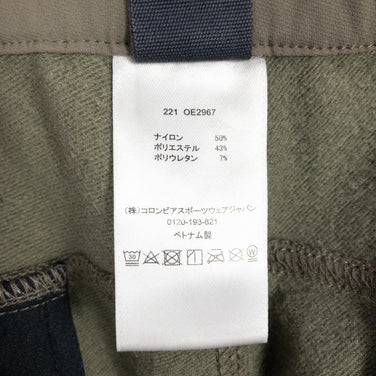 221 OE2967
ナイロン 50%
ポリエステル 43%
ポリウレタン 7%
(株)コロンビアスポーツウェアジャパン
0120-193-821
ベトナム製
30 W